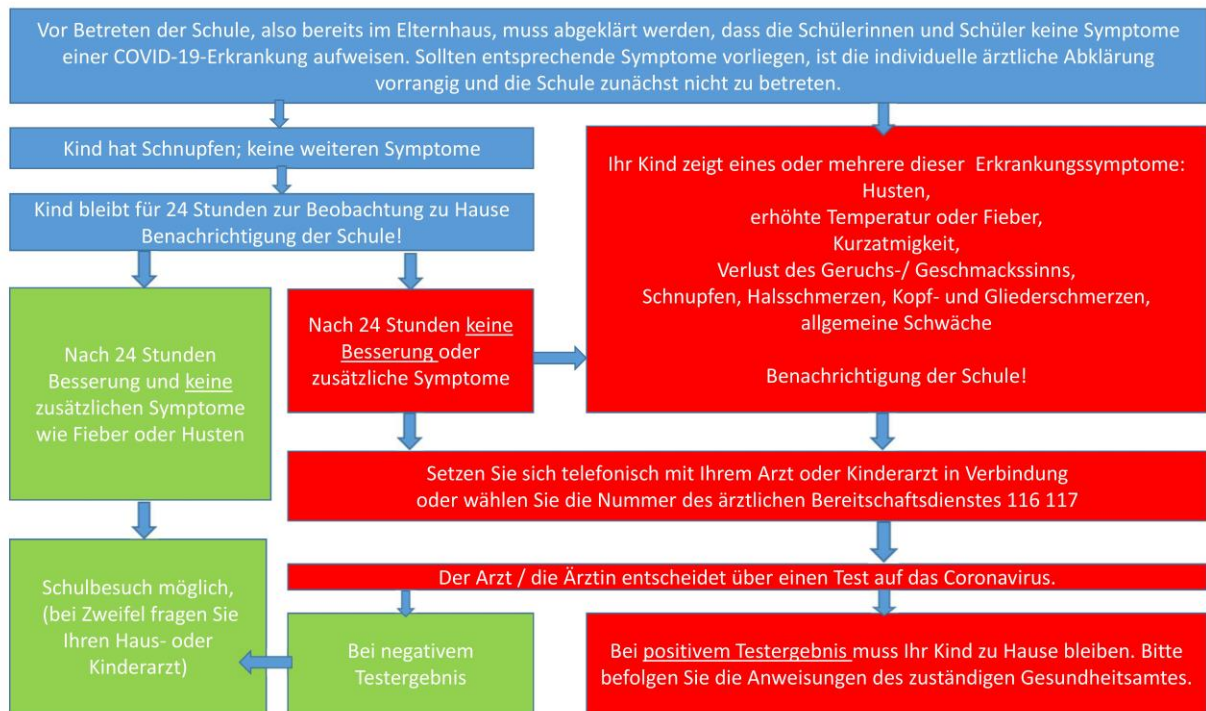 Vor Betreten der Schule, also bereits im Elternhaus, muss abgeklärt werden, dass die Schülerinnen und Schüler keine Symptome
einer COVID-19-Erkrankung aufweisen. Sollten entsprechende Symptome vorliegen, ist die individuelle ärztliche Abklärung
vorrangig und die Schule zunächst nicht zu betreten.
Kind hat Schnupfen; keine weiteren Symptome
Kind bleibt für 24 Stunden zur Beobachtung zu Hause
Benachrichtigung der Schule!
Nach 24 Stunden
Besserung und keine
zusätzlichen Symptome
wie Fieber oder Husten
Nach 24 Stunden keine
Besserung oder
zusätzliche Symptome
Ihr Kind zeigt eines oder mehrere dieser Erkrankungssymptome:
Husten,
erhöhte Temperatur oder Fieber,
Kurzatmigkeit,
Verlust des Geruchs-/ Geschmackssinns,
Schnupfen, Halsschmerzen, Kopf- und Gliederschmerzen,
allgemeine Schwäche
Benachrichtigung der Schule!
Setzen Sie sich telefonisch mit Ihrem Arzt oder Kinderarzt in Verbindung
oder wählen Sie die Nummer des ärztlichen Bereitschaftsdienstes 116 117
Der Arzt / die Ärztin entscheidet über einen Test auf das Coronavirus.
Schulbesuch möglich,
(bei Zweifel fragen Sie
Ihren Haus- oder
Kinderarzt)
Bei negativem
Testergebnis
Bei positivem Testergebnis muss Ihr Kind zu Hause bleiben. Bitte
befolgen Sie die Anweisungen des zuständigen Gesundheitsamtes.